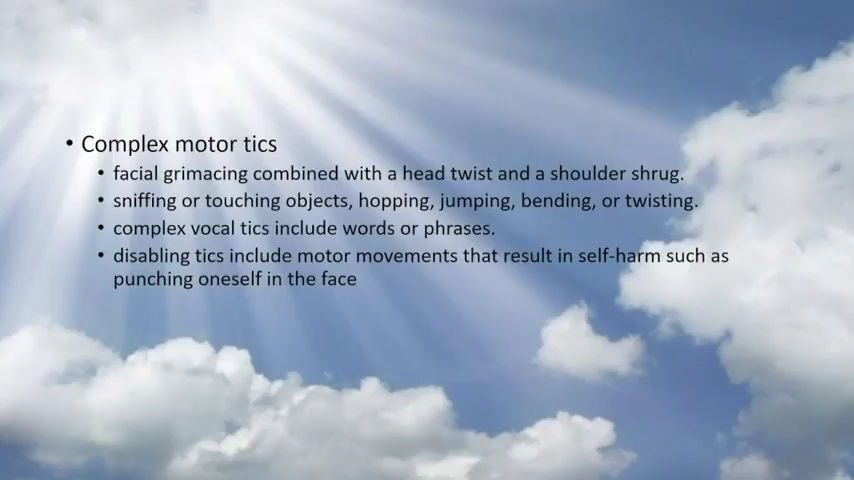 • Complex motor tics
• facial grimacing combined with a head twist and a shoulder shrug.
• sniffing or touching objects, hopping, jumping, bending, or twisting.
• complex vocal tics include words or phrases.
• disabling tics include motor movements that result in self-harm such as
punching oneself in the face